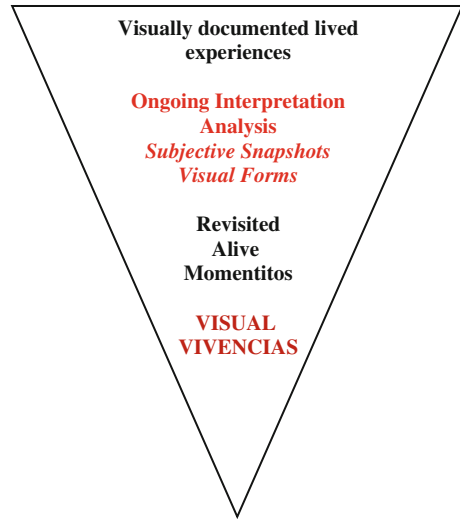 Visually documented lived
experiences
Ongoing Interpretation
Analysis
Subjective Snapshots
Visual Forms
Revisited
Alive
Momentitos
VISUAL
VIVENCIAS